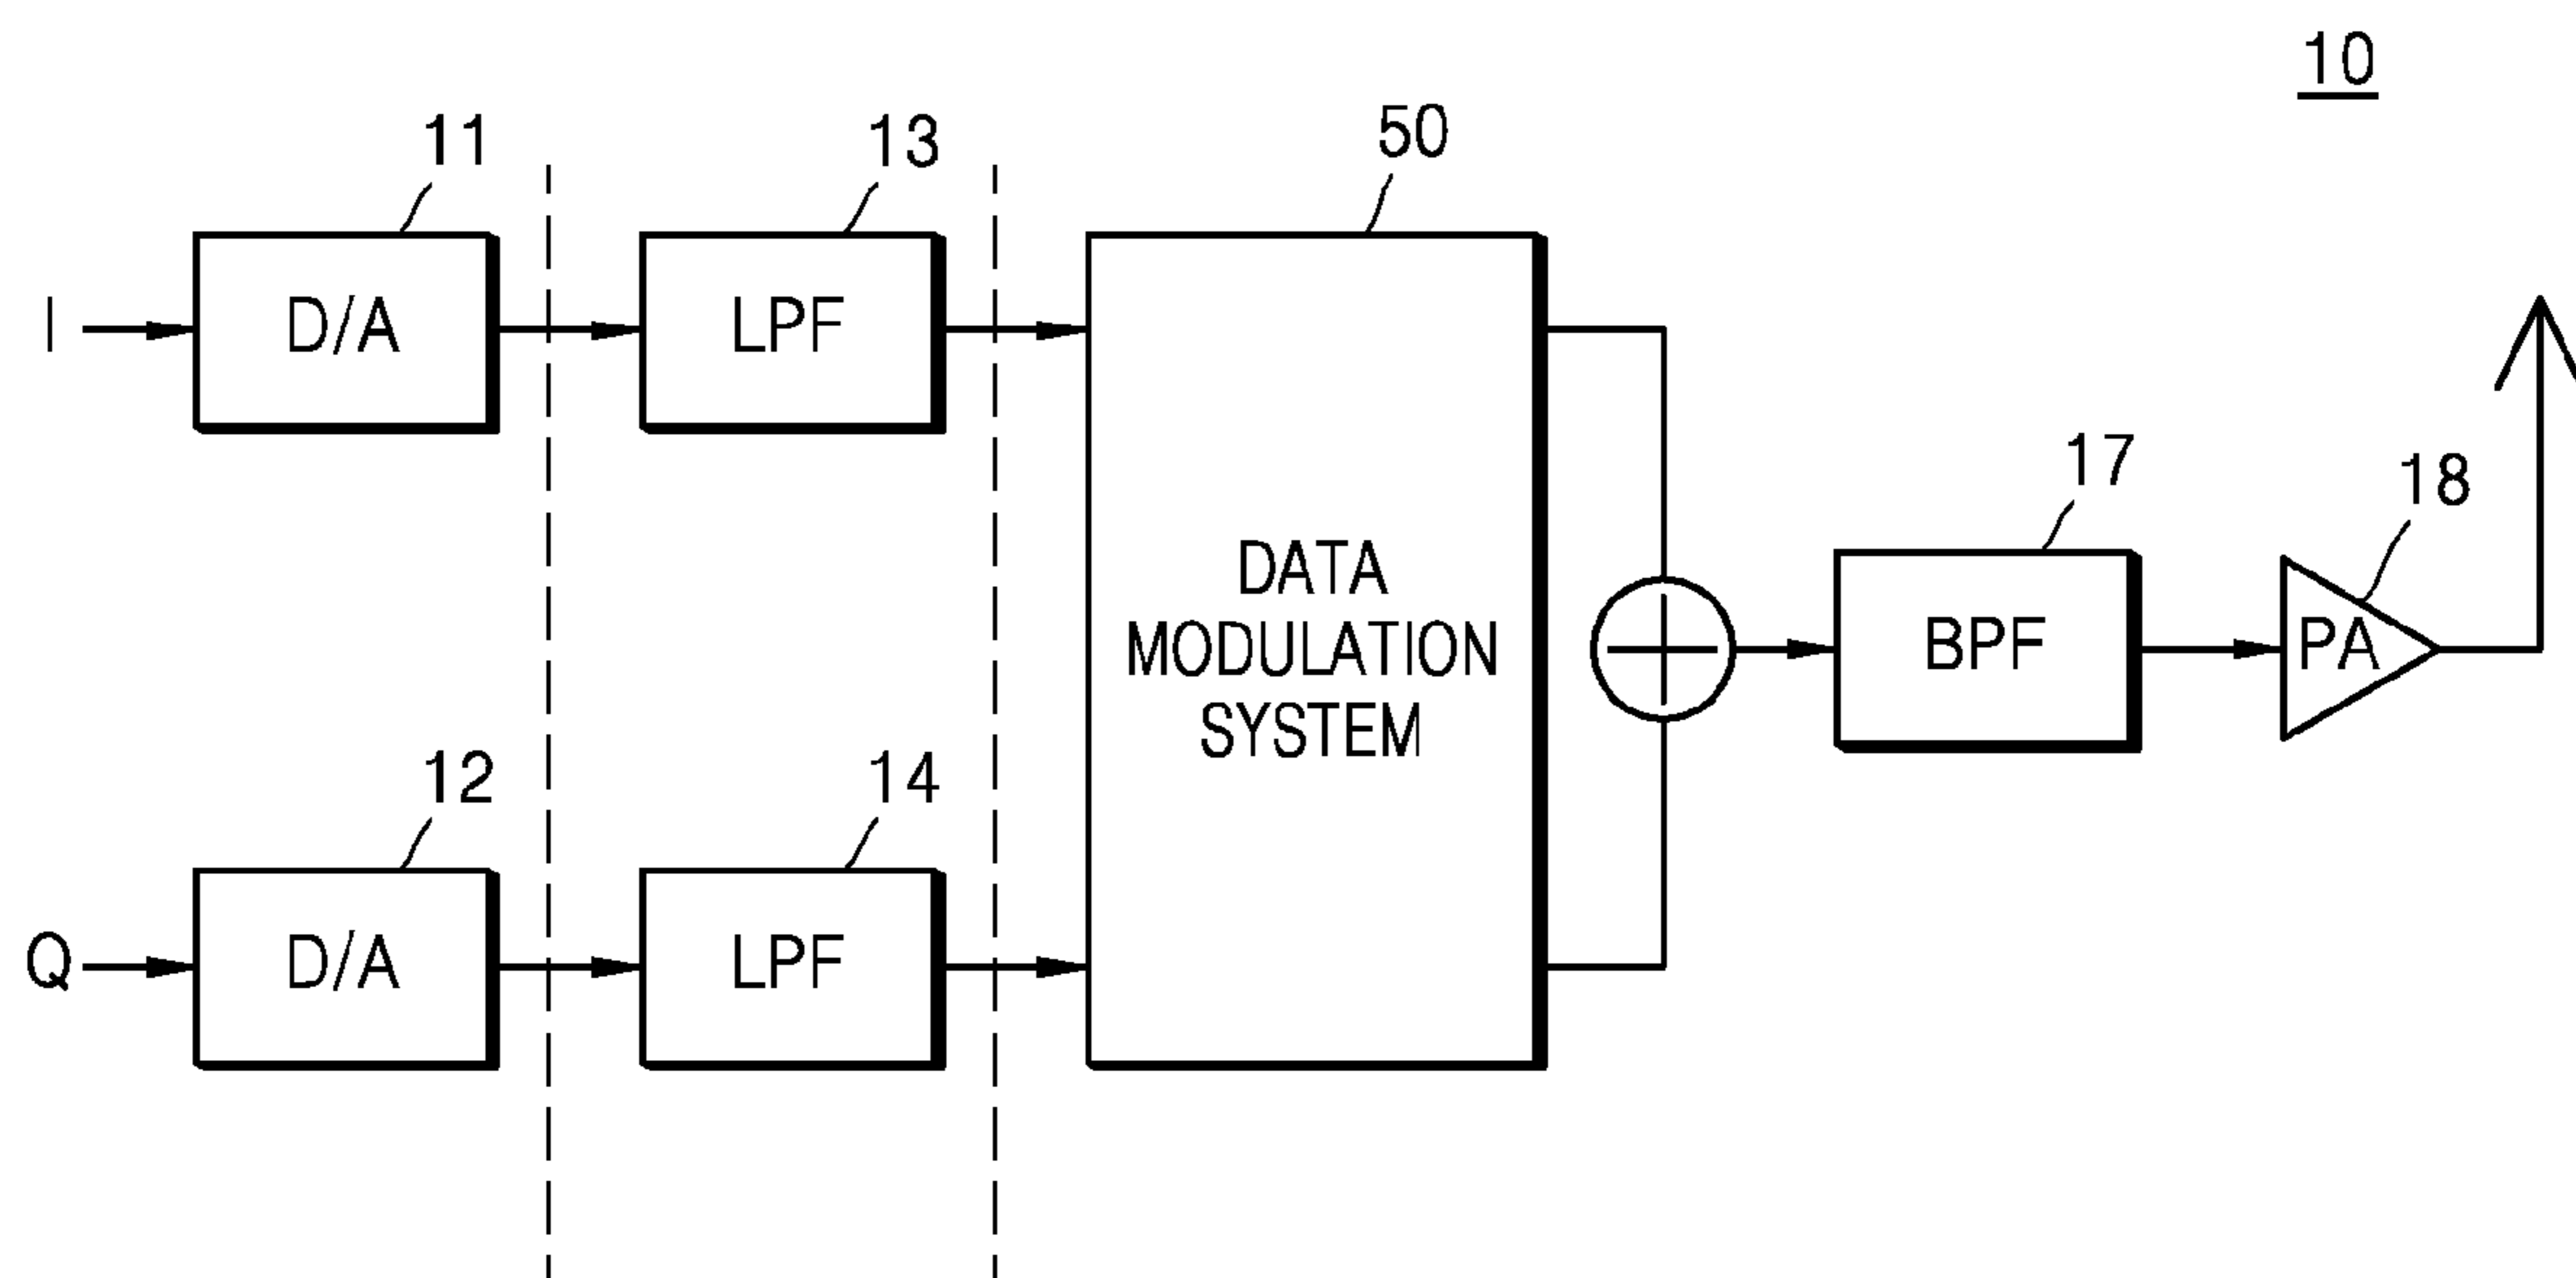 10
11
13
50
I
D/A
LPF
DATA
MODULATION
SYSTEM
17
18
BPF
PA
12
14
Q
D/A
LPF